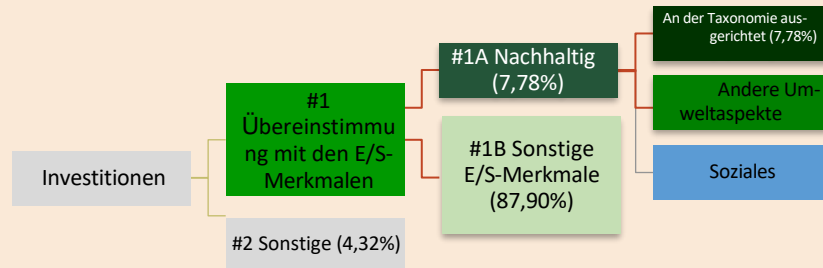 Investitionen
#1
Übereinstimmu
ng mit den E/S-
Merkmalen
#2 Sonstige (4,32%)
#1A Nachhaltig
(7,78%)
#1B Sonstige
E/S-Merkmale
(87,90%)
An der Taxonomie aus-
gerichtet (7,78%)
Andere Um-
weltaspekte
Soziales